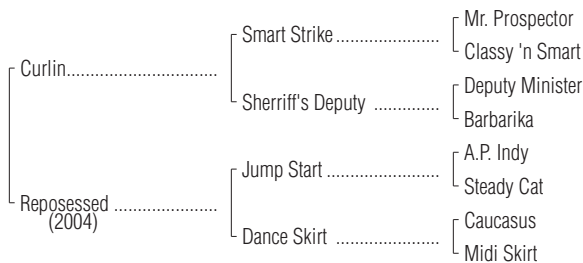 Mr. Prospector
Smart Strike ....................
Classy 'n Smart
Curlin.............................
Deputy Minister
Sherriff's Deputy .............
Barbarika
A.P. Indy
Jump Start ......................
Steady Cat
Reposessed ....................
(2004)
Caucasus
Dance Skirt ....................
Midi Skirt